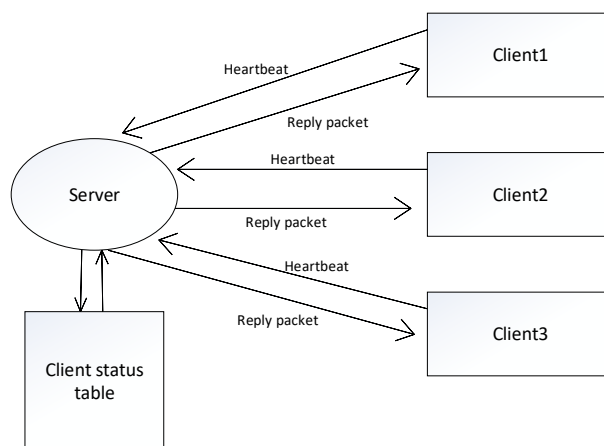 Client1
Heartbeat
Reply packet
Heartbeat
Client2
Server
Reply packet
Heartbeat
Reply packet
Client3
Client status
table